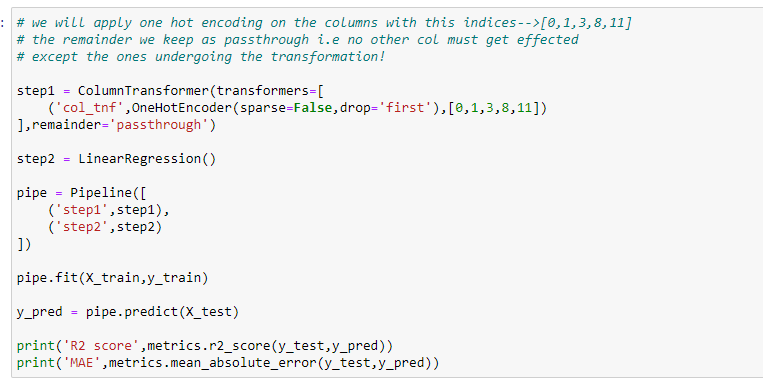 : # we will apply one hot encoding on the columns with this indices-->[0,1,3,8,11]
# the remainder we keep as passthrough i.e no other col must get effected
# except the ones undergoing the transformation!
step1 = ColumnTransformer(transformers=[
('col_tnf',OneHotEncoder(sparse=False,drop='first'),[0,1,3,8,11])
],remainder='passthrough')
step2 = LinearRegression()
pipe = Pipeline([
('step1',step1),
('step2',step2)
])
pipe.fit(X_train,y_train)
y_pred = pipe.predict(X_test)
print('R2 score',metrics.r2_score(y_test,y_pred))
print('MAE',metrics.mean_absolute_error(y_test,y_pred))